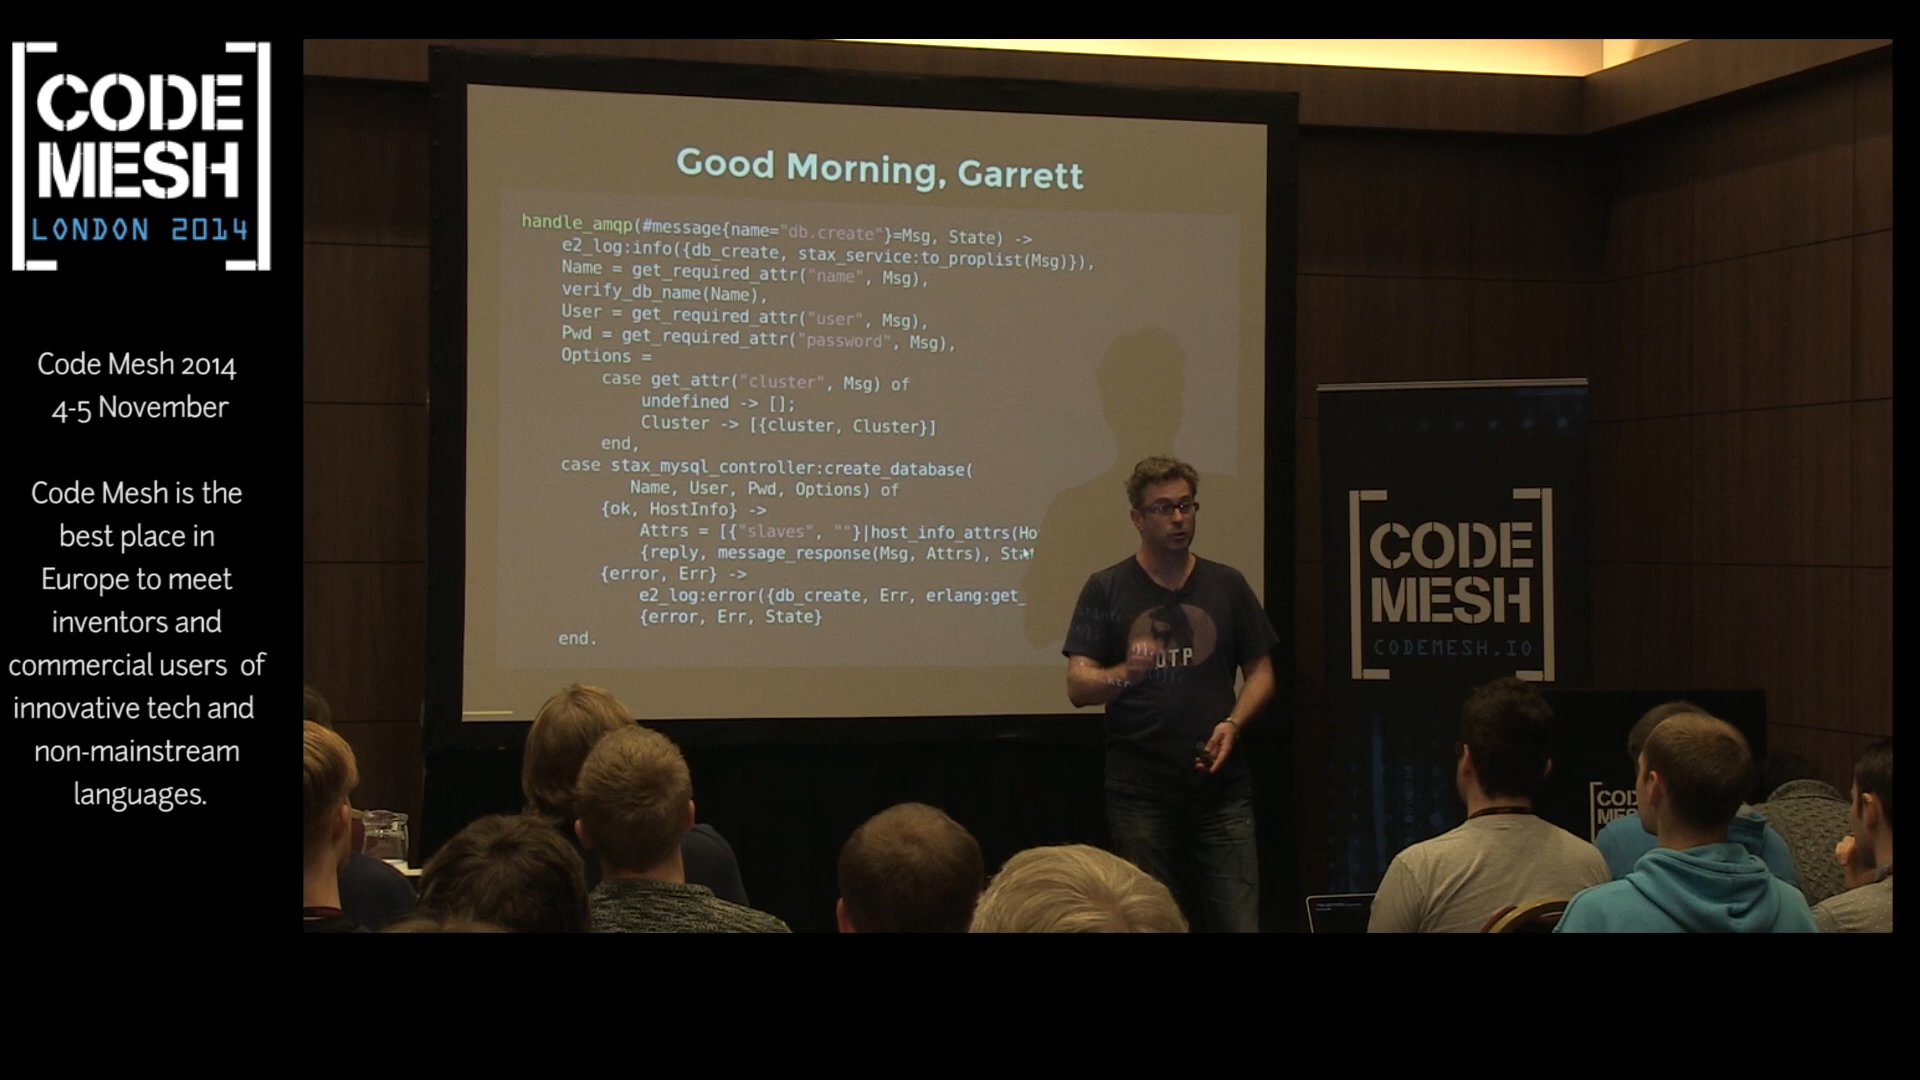 CODE
MESH
LONDON 2014
Code Mesh 2014
4-5 November
Code Mesh is the
best place in
Europe to meet
inventors and
commercial users of
innovative tech and
non-mainstream
languages.
Good Morning, Garrett
handle_amqp(#message{name="db.create"}=Msg, State) ->
e2_log:info({db_create, stax_service:to_proplist(Msg)}),
Name = get_required_attr("name", Msg),
verify_db_name(Name),
User = get_required_attr("user", Msg),
Pwd = get_required_attr("password", Msg),
Options =
case get_attr("cluster", Msg) of
undefined -> [];
Cluster -> [{cluster, Cluster}]
end,
case stax_mysql_controller:create_database(
Name, User, Pwd, Options) of
{ok, HostInfo} ->
Attrs = [{"slaves", ""}|host_info_attrs(Ho
{reply, message_response(Msg, Attrs), Stat
{error, Err} ->
e2_log:error({db_create, Err, erlang:get_
{error, Err, State}
end.
CODE
MESH
CODEMESH.IO